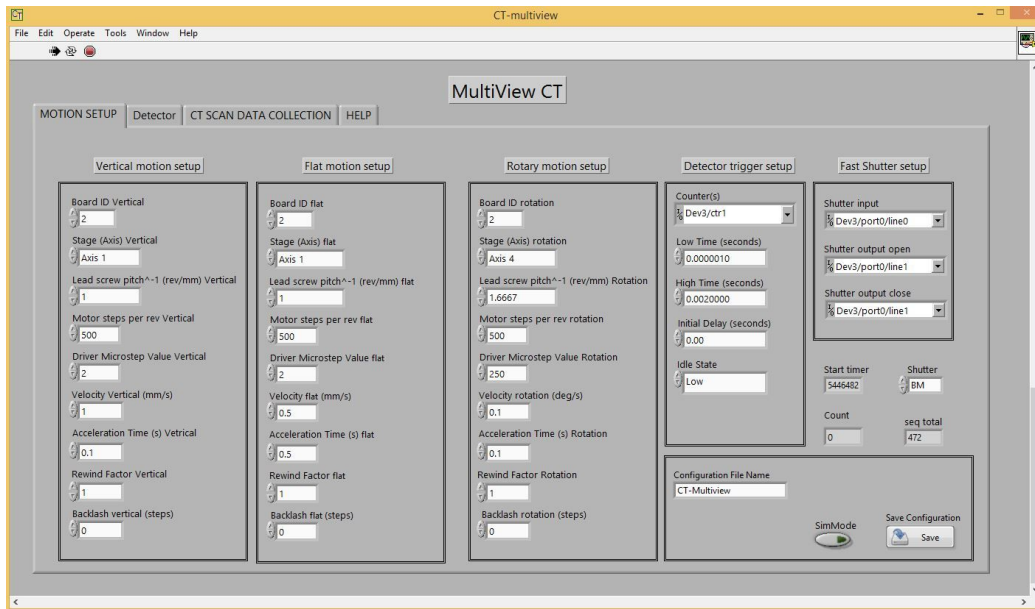 CT-multiview
File Edit Operate Tools Window Help
MultiView CT
MOTION SETUP Detector CT SCAN DATA COLLECTION HELP
Vertical motion setup
Board ID Vertical
2
Stage (Axis) Vertical
Axis 1
Lead screw pitch^-1 (rev/mm) Vertical
1
Motor steps per rev Vertical
500
Driver Microstep Value Vertical
2
Velocity Vertical (mm/s)
1
Acceleration Time (s) Vetrical
0.1
Rewind Factor Vertical
1
Backlash vertical (steps)
0
Flat motion setup
Board ID flat
2
Stage (Axis) flat
Axis 1
Lead screw pitch^-1 (rev/mm) flat
1
Motor steps per rev flat
500
Driver Microstep Value flat
2
Velocity flat (mm/s)
0.5
Acceleration Time (s) flat
0.5
Rewind Factor flat
1
Backlash flat (steps)
0
Rotary motion setup
Board ID rotation
2
Stage (Axis) rotation
Axis 4
Lead screw pitch^-1 (rev/mm) Rotation
1.6667
Motor steps per rev rotation
500
Driver Microstep Value Rotation
250
Velocity rotation (deg/s)
0.1
Acceleration Time (s) Rotation
0.1
Rewind Factor Rotation
1
Backlash rotation (steps)
0
Detector trigger setup
Counter(s)
Dev3/ctr1
Low Time (seconds)
0.0000010
High Time (seconds)
0.0020000
Initial Delay (seconds)
0.00
Idle State
Low
Fast Shutter setup
Shutter input
Dev3/port0/line0
Shutter output open
Dev3/port0/line1
Shutter output close
Dev3/port0/line1
Start timer Shutter
5446482 BM
Count seq total
0 472
Configuration File Name
CT-Multiview
SimMode
Save Configuration
Save